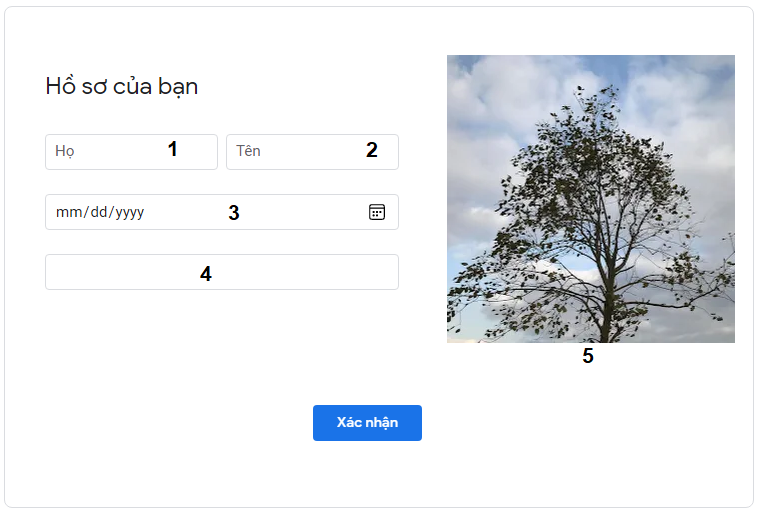 Hồ sơ của bạn
Họ 1 Tên 2
mm/dd/yyyy 3
4
5
Xác nhận